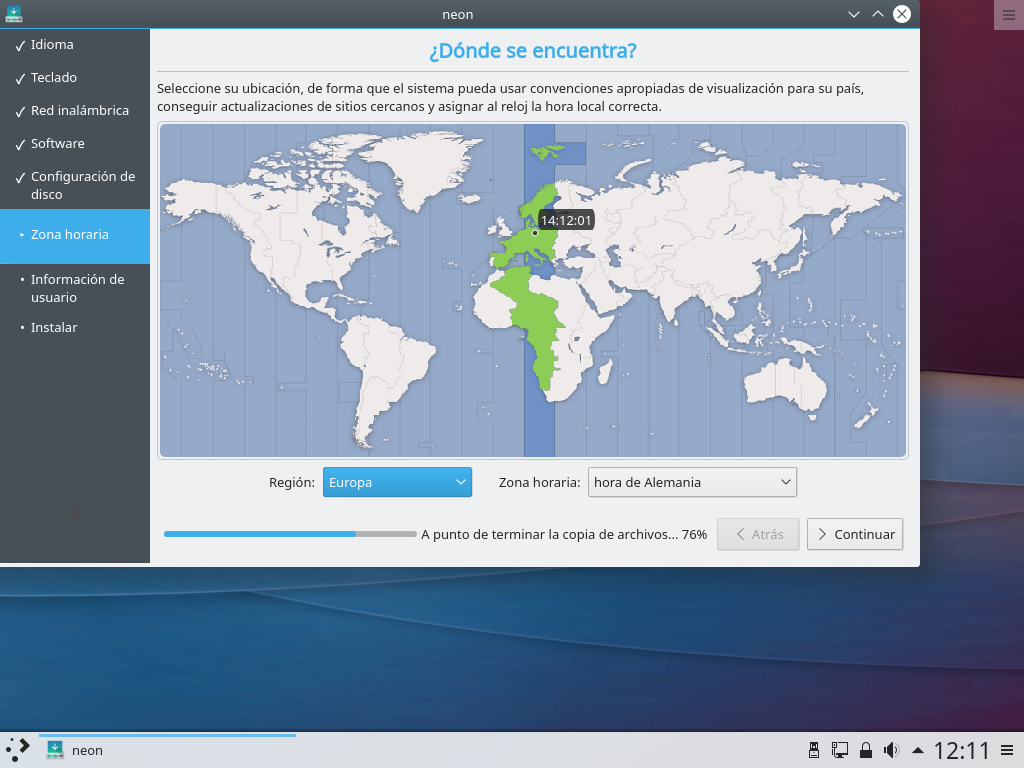 neon
Idioma
Teclado
Red inalámbrica
Software
Configuración de
disco
Zona horaria
Información de
usuario
Instalar
¿Dónde se encuentra?
Seleccione su ubicación, de forma que el sistema pueda usar convenciones apropiadas de visualización para su país,
conseguir actualizaciones de sitios cercanos y asignar al reloj la hora local correcta.
14:12:01
Región: Europa Zona horaria: hora de Alemania
A punto de terminar la copia de archivos... 76% Atrás Continuar
neon 12:11